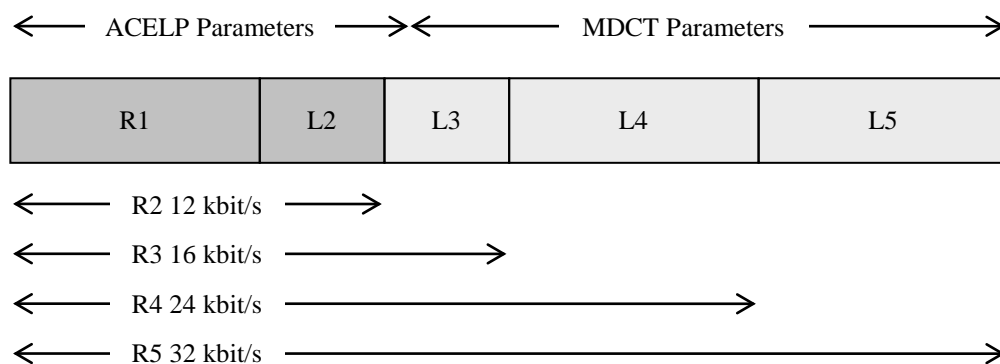 ACELP Parameters MDCT Parameters
R1 L2 L3 L4 L5
R2 12 kbit/s
R3 16 kbit/s
R4 24 kbit/s
R5 32 kbit/s